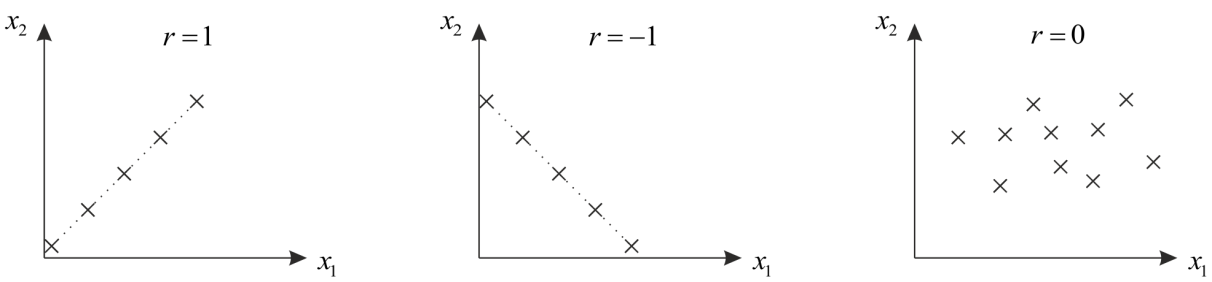 x₂ r = 1
x₁
x₂ r = −1
x₁
x₂ r = 0
x₁